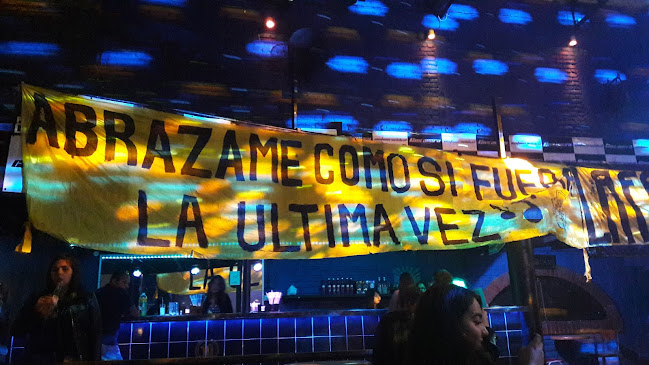 ABRAZAME COMO SI FUERA
LA ULTIMA VEZ